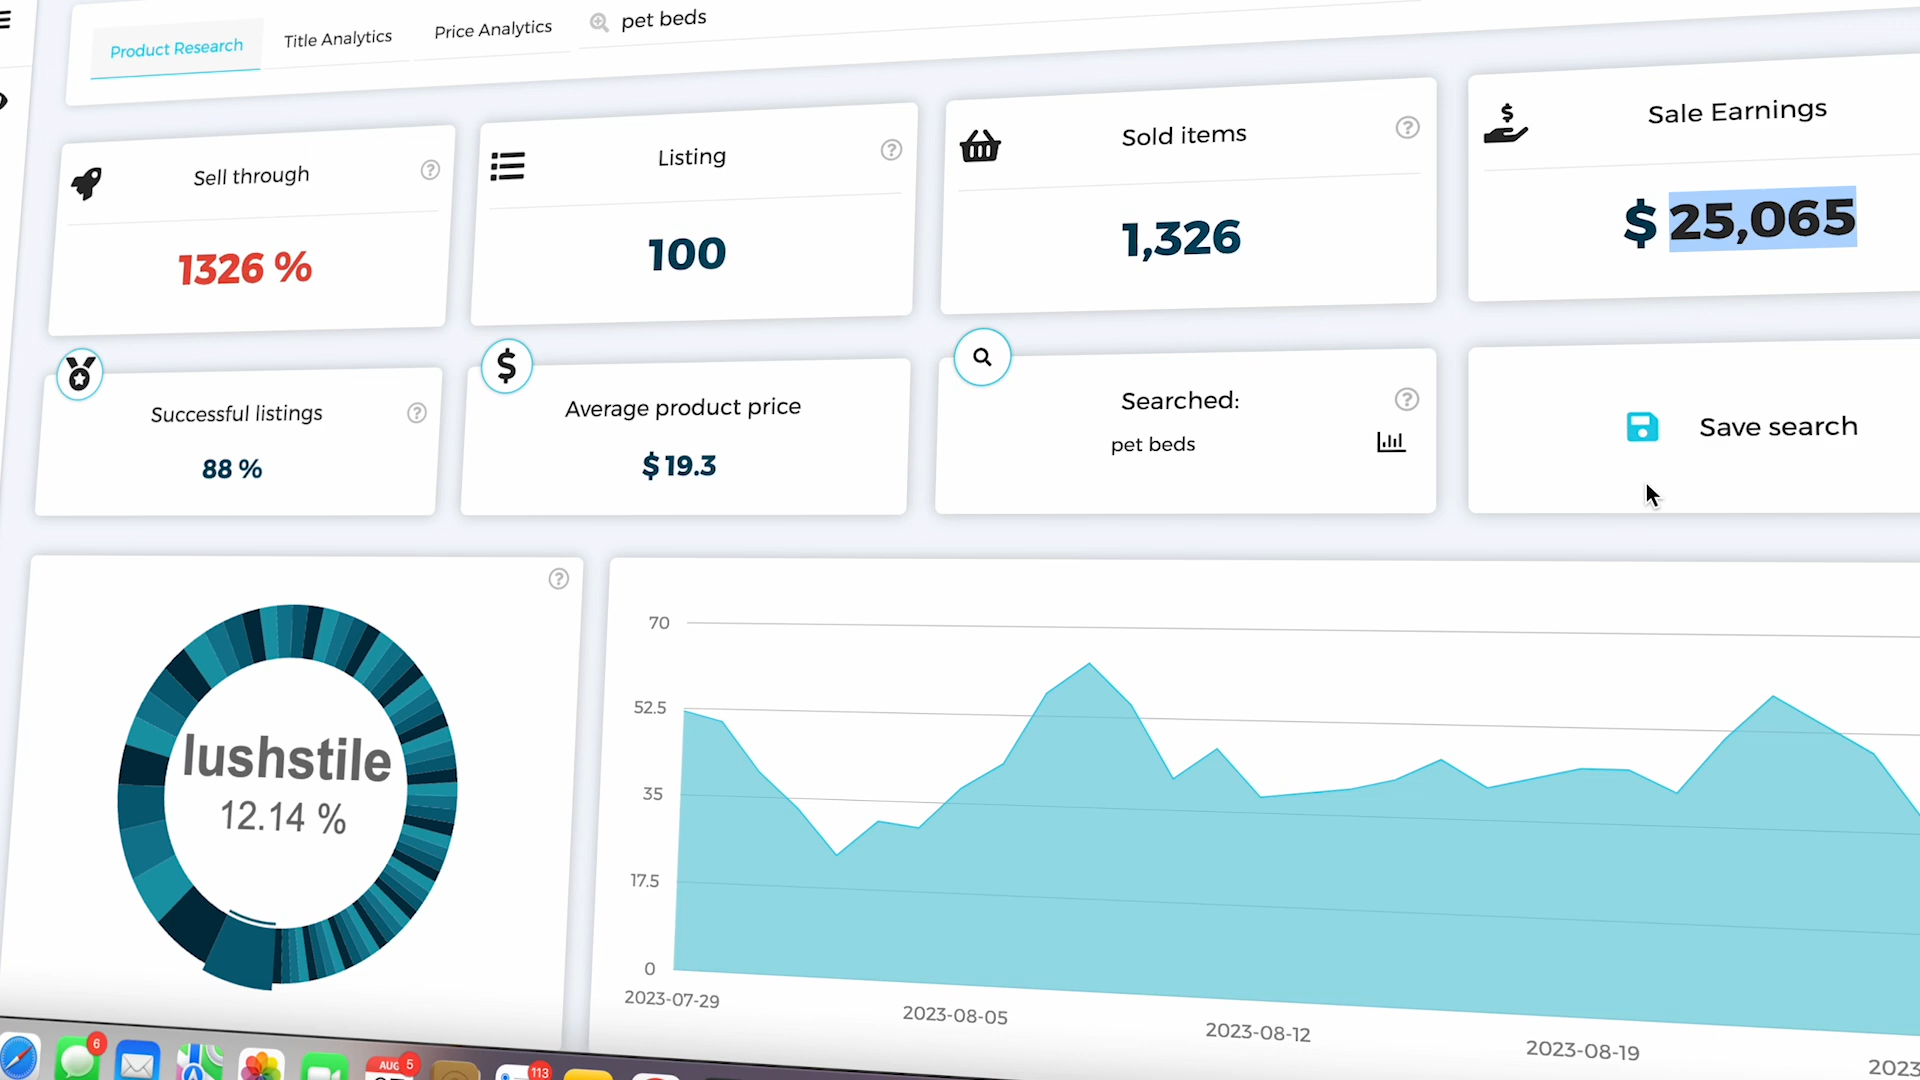 Product Research
Title Analytics
Price Analytics
pet beds
Sell through
1326 %
Listing
100
Sold items
1,326
Sale Earnings
$ 25,065
Successful listings
88 %
Average product price
$ 19.3
Searched:
pet beds
Save search
lushstile
12.14 %
70
52.5
35
17.5
0
2023-07-29
2023-08-05
2023-08-12
2023-08-19
2023
6
AUG
5
113